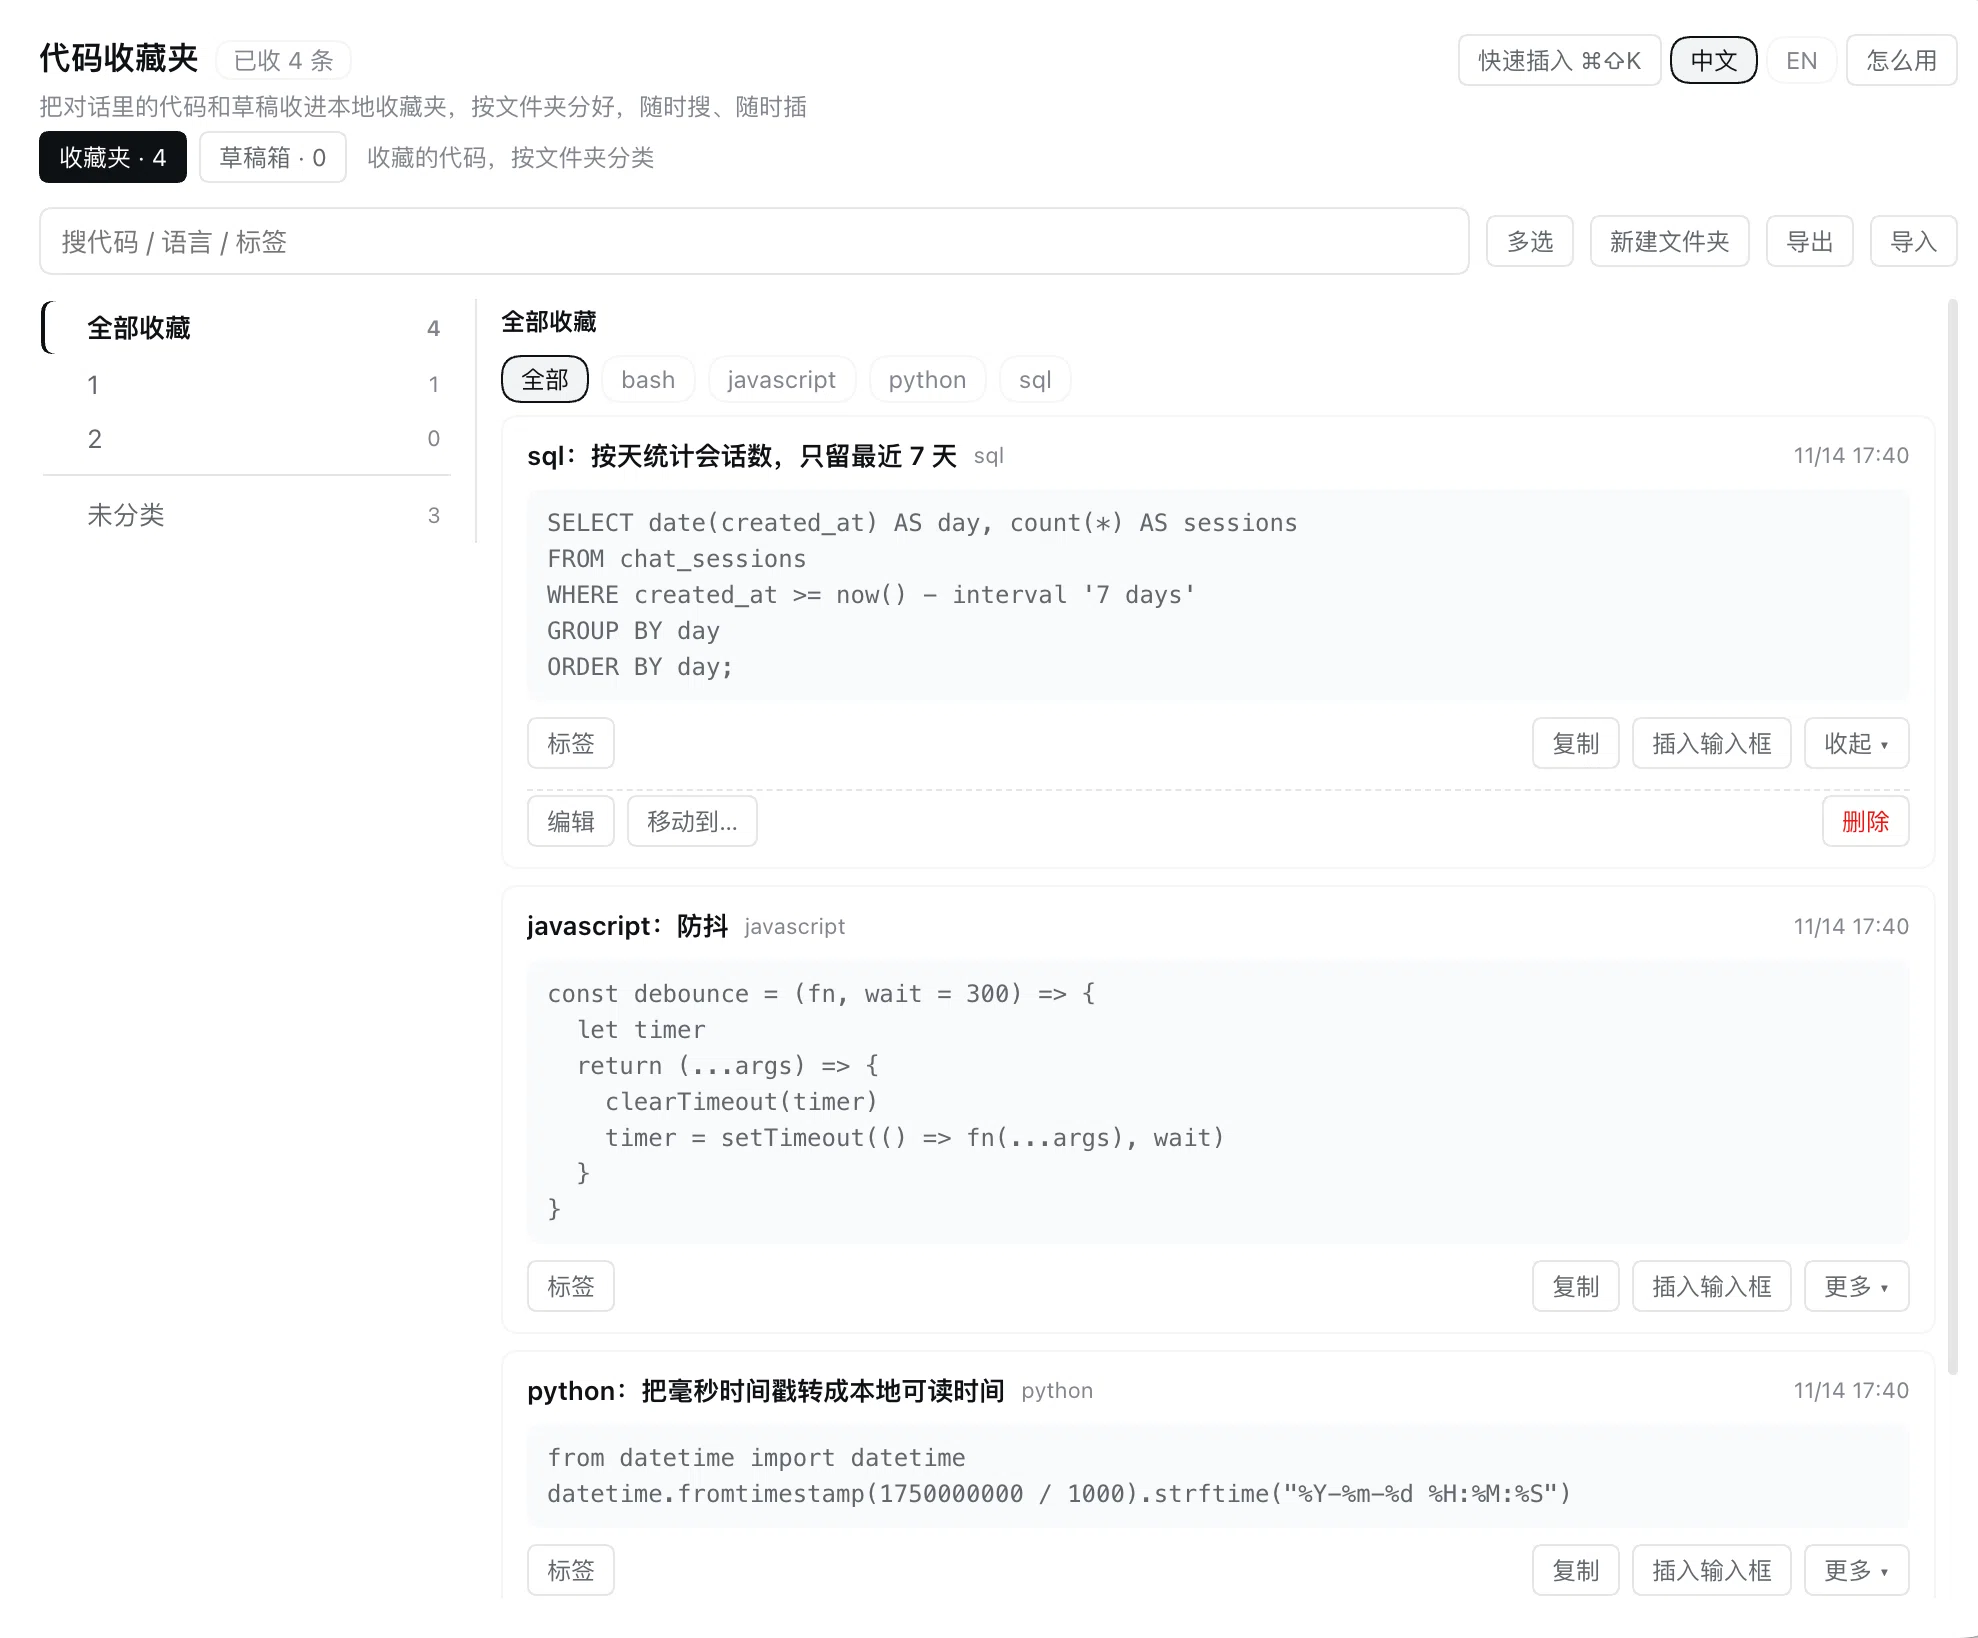 代码收藏夹 已收 4 条 快速插入 ⌘⇧K 中文 EN 怎么用
把对话里的代码和草稿收进本地收藏夹，按文件夹分好，随时搜、随时插
收藏夹 · 4 草稿箱 · 0 收藏的代码，按文件夹分类
搜代码 / 语言 / 标签 多选 新建文件夹 导出 导入
全部收藏 4
1 1
2 0
未分类 3
全部收藏
全部 bash javascript python sql
sql：按天统计会话数，只留最近 7 天 sql 11/14 17:40
SELECT date(created_at) AS day, count(*) AS sessions
FROM chat_sessions
WHERE created_at >= now() - interval '7 days'
GROUP BY day
ORDER BY day;
标签 复制 插入输入框 收起 ▾
编辑 移动到... 删除
javascript：防抖 javascript 11/14 17:40
const debounce = (fn, wait = 300) => {
  let timer
  return (...args) => {
    clearTimeout(timer)
    timer = setTimeout(() => fn(...args), wait)
  }
}
标签 复制 插入输入框 更多 ▾
python：把毫秒时间戳转成本地可读时间 python 11/14 17:40
from datetime import datetime
datetime.fromtimestamp(1750000000 / 1000).strftime("%Y-%m-%d %H:%M:%S")
标签 复制 插入输入框 更多 ▾